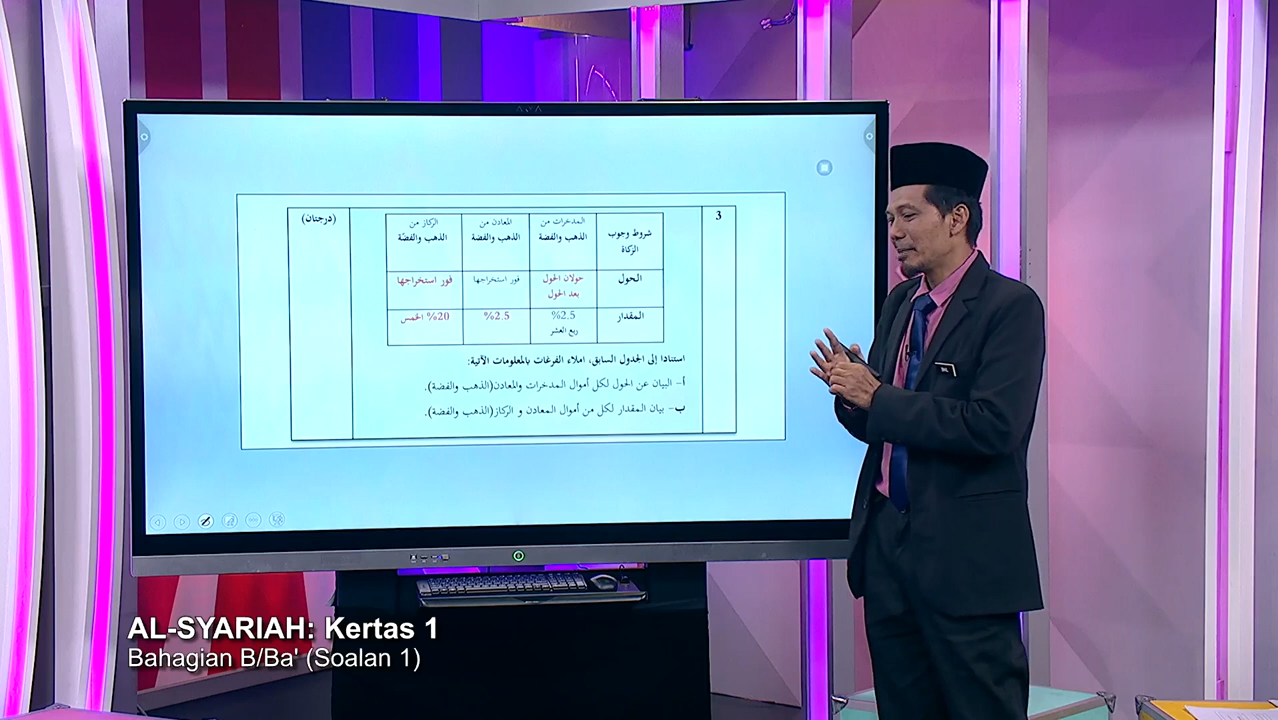 3
(درجتان)
شروط وجوب
الزكاة
المدخرات من
الذهب والفضة
المعادن من
الذهب والفضة
الركاز من
الذهب والفضّة
الحول
حولان الحول
بعد الحول
فور استخراجها
فور استخراجها
المقدار
%2.5
ربع العشر
%2.5
%20 الخمس
استنادا إلى الجدول السابق، املاء الفرغات بالمعلومات الآتية:
أ- البيان عن الحول لكل أموال المدخرات والمعادن(الذهب والفضة).
ب- بيان المقدار لكل من أموال المعادن و الركاز(الذهب والفضة).
AL-SYARIAH: Kertas 1
Bahagian B/Ba' (Soalan 1)